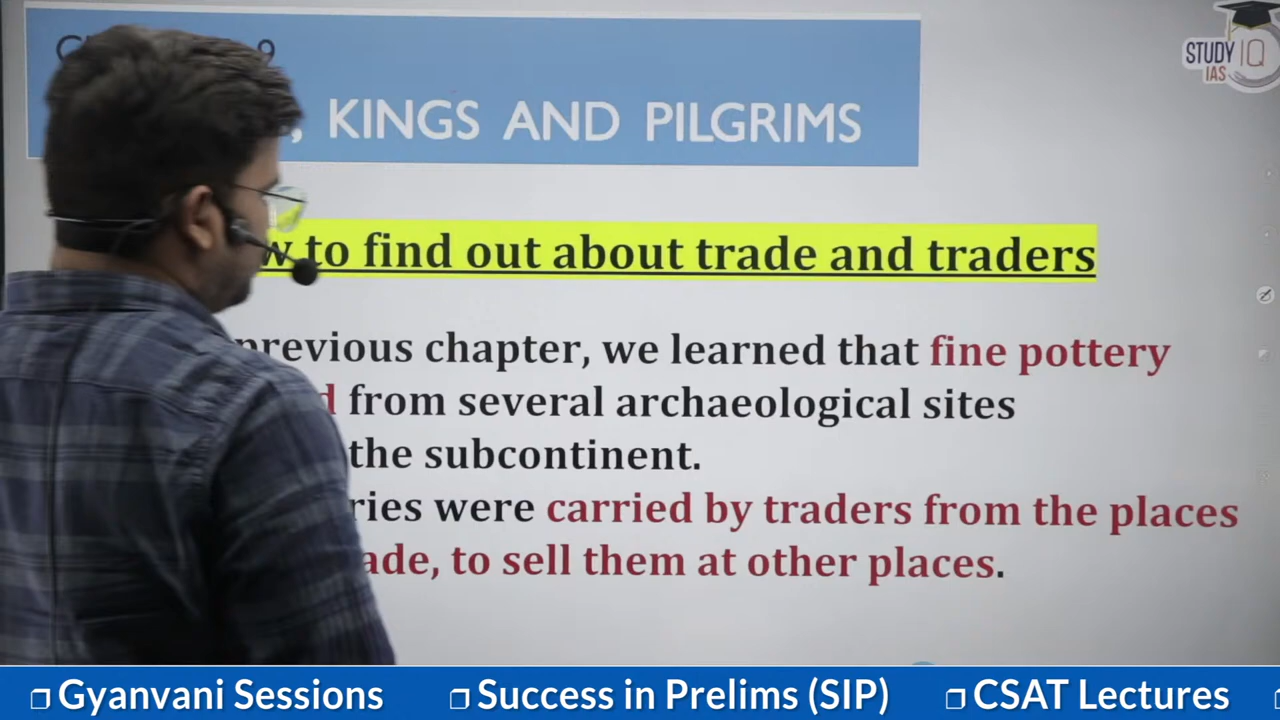 9
, KINGS AND PILGRIMS
STUDY IQ
IAS
to find out about trade and traders
previous chapter, we learned that fine pottery
from several archaeological sites
the subcontinent.
were carried by traders from the places
to sell them at other places.
Gyanvani Sessions
Success in Prelims (SIP)
CSAT Lectures